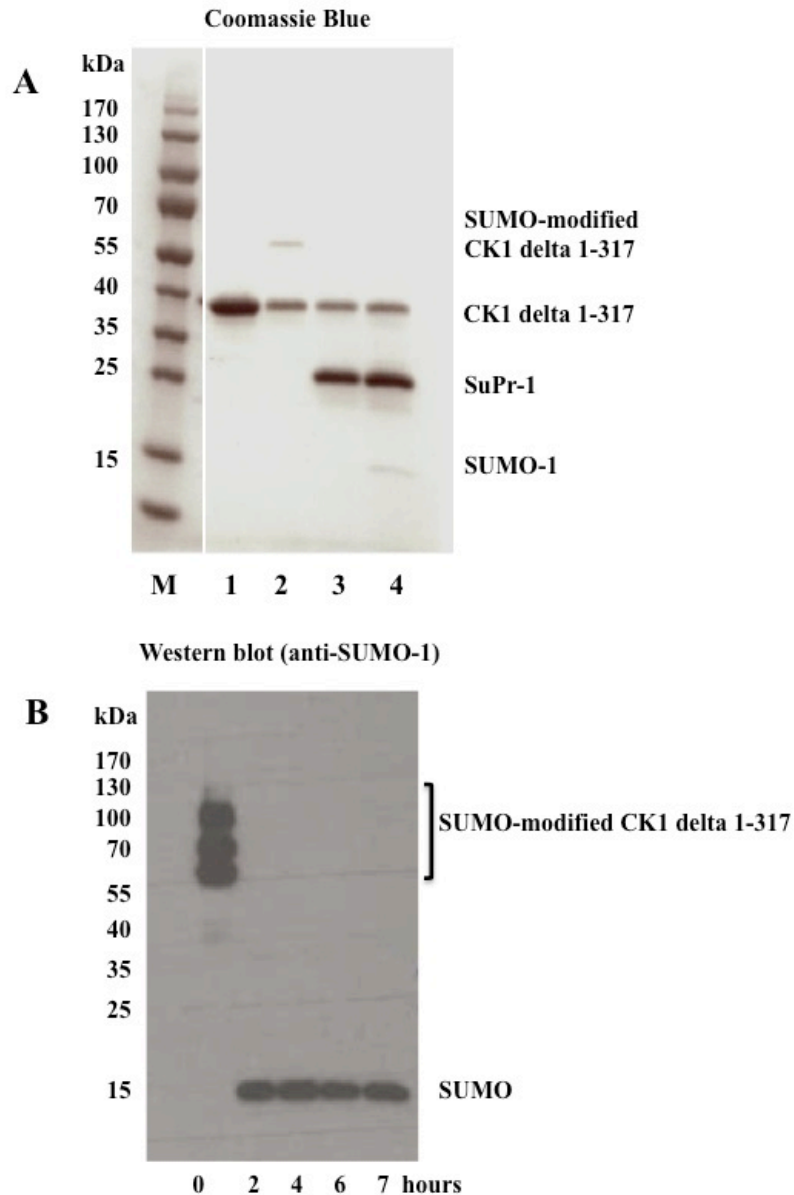 Coomassie Blue
A
kDa
170
130
100
70
55
40
35
25
15
SUMO-modified
CK1 delta 1-317
CK1 delta 1-317
SuPr-1
SUMO-1
M 1 2 3 4
Western blot (anti-SUMO-1)
B
kDa
170
130
100
70
55
40
35
25
15
SUMO-modified CK1 delta 1-317
SUMO
0 2 4 6 7 hours